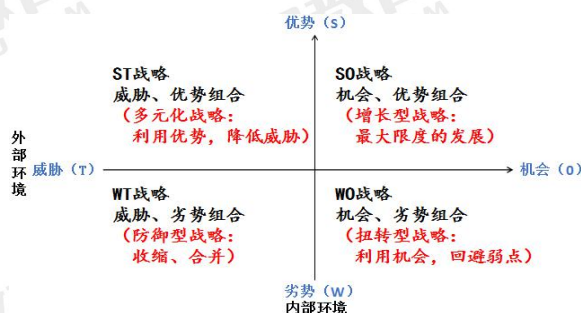 优势（S）
ST战略
威胁、优势组合
（多元化战略：
利用优势，降低威胁）
SO战略
机会、优势组合
（增长型战略：
最大限度的发展）
外部环境
威胁（T）
机会（O）
WT战略
威胁、劣势组合
（防御型战略：
收缩、合并）
WO战略
机会、劣势组合
（扭转型战略：
利用机会，回避弱点）
劣势（W）
内部环境